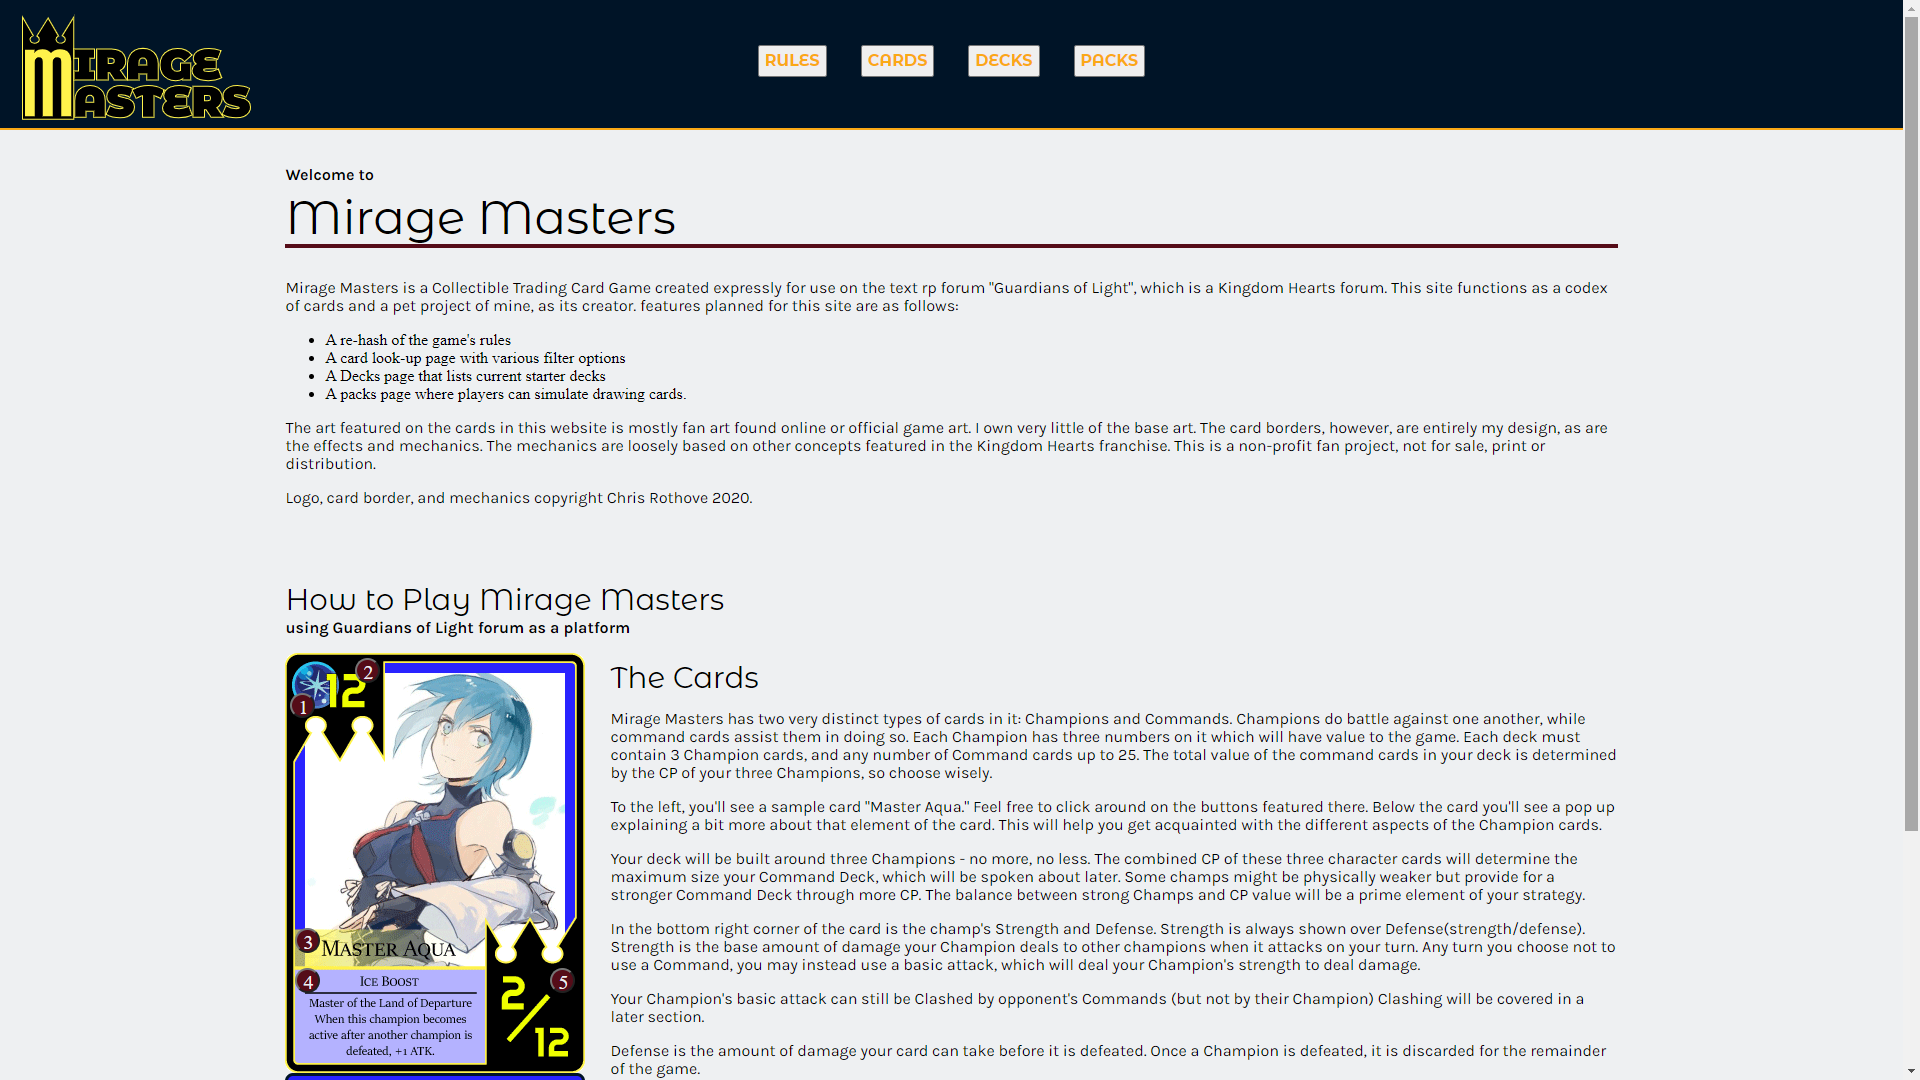 MIRAGE
MASTERS
RULES
CARDS
DECKS
PACKS
Welcome to
Mirage Masters
Mirage Masters is a Collectible Trading Card Game created expressly for use on the text rp forum "Guardians of Light", which is a Kingdom Hearts forum. This site functions as a codex
of cards and a pet project of mine, as its creator. features planned for this site are as follows:
• A re-hash of the game's rules
• A card look-up page with various filter options
• A Decks page that lists current starter decks
• A packs page where players can simulate drawing cards.
The art featured on the cards in this website is mostly fan art found online or official game art. I own very little of the base art. The card borders, however, are entirely my design, as are
the effects and mechanics. The mechanics are loosely based on other concepts featured in the Kingdom Hearts franchise. This is a non-profit fan project, not for sale, print or
distribution.
Logo, card border, and mechanics copyright Chris Rothove 2020.
How to Play Mirage Masters
using Guardians of Light forum as a platform
12
2
1
3
Master Aqua
4
Ice Boost
Master of the Land of Departure
When this champion becomes
active after another champion is
defeated, +1 ATK.
5
2/12
The Cards
Mirage Masters has two very distinct types of cards in it: Champions and Commands. Champions do battle against one another, while
command cards assist them in doing so. Each Champion has three numbers on it which will have value to the game. Each deck must
contain 3 Champion cards, and any number of Command cards up to 25. The total value of the command cards in your deck is determined
by the CP of your three Champions, so choose wisely.
To the left, you'll see a sample card "Master Aqua." Feel free to click around on the buttons featured there. Below the card you'll see a pop up
explaining a bit more about that element of the card. This will help you get acquainted with the different aspects of the Champion cards.
Your deck will be built around three Champions - no more, no less. The combined CP of these three character cards will determine the
maximum size your Command Deck, which will be spoken about later. Some champs might be physically weaker but provide for a
stronger Command Deck through more CP. The balance between strong Champs and CP value will be a prime element of your strategy.
In the bottom right corner of the card is the champ's Strength and Defense. Strength is always shown over Defense(strength/defense).
Strength is the base amount of damage your Champion deals to other champions when it attacks on your turn. Any turn you choose not to
use a Command, you may instead use a basic attack, which will deal your Champion's strength to deal damage.
Your Champion's basic attack can still be Clashed by opponent's Commands (but not by their Champion) Clashing will be covered in a
later section.
Defense is the amount of damage your card can take before it is defeated. Once a Champion is defeated, it is discarded for the remainder
of the game.